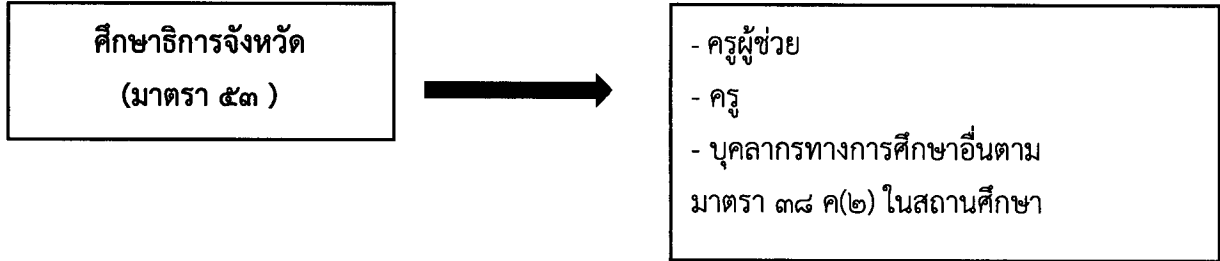 ศึกษาธิการจังหวัด
(มาตรา ๕๓ )
- ครูผู้ช่วย
- ครู
- บุคลากรทางการศึกษาอื่นตาม
มาตรา ๓๘ ค(๒) ในสถานศึกษา